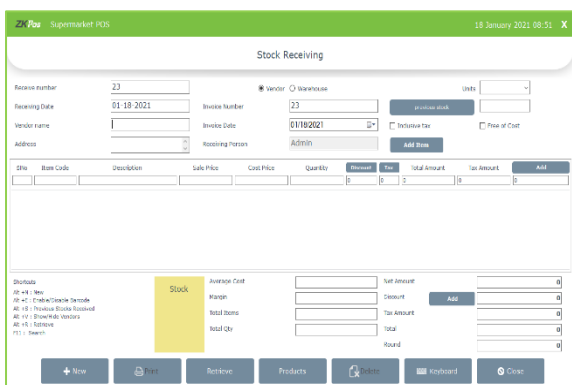 ZKPos Supermarket POS 18 January 2021 08:51 X
Stock Receiving
Receive number 23 Vendor Warehouse Units
Receiving Date 01-18-2021 Invoice Number 23 previous stock
Vendor name Invoice Date 01/18/2021 Inclusive tax Free of Cost
Address Receiving Person Admin Add Item
SNo Item Code Description Sale Price Cost Price Quantity Discount Tax Total Amount Tax Amount Add
0 0 0 0
Shortcuts Stock Average Cost Net Amount 0
Alt +N : New Margin Discount Add 0
Alt +E : Enable/Disable Barcode Total Items Tax Amount 0
Alt +B : Previous Stocks Received Total Qty Total 0
Alt +V : Show/Hide Vendors Round 0
Alt +R : Retrieve
F11 : Search
New Print Retrieve Products Delete Keyboard Close